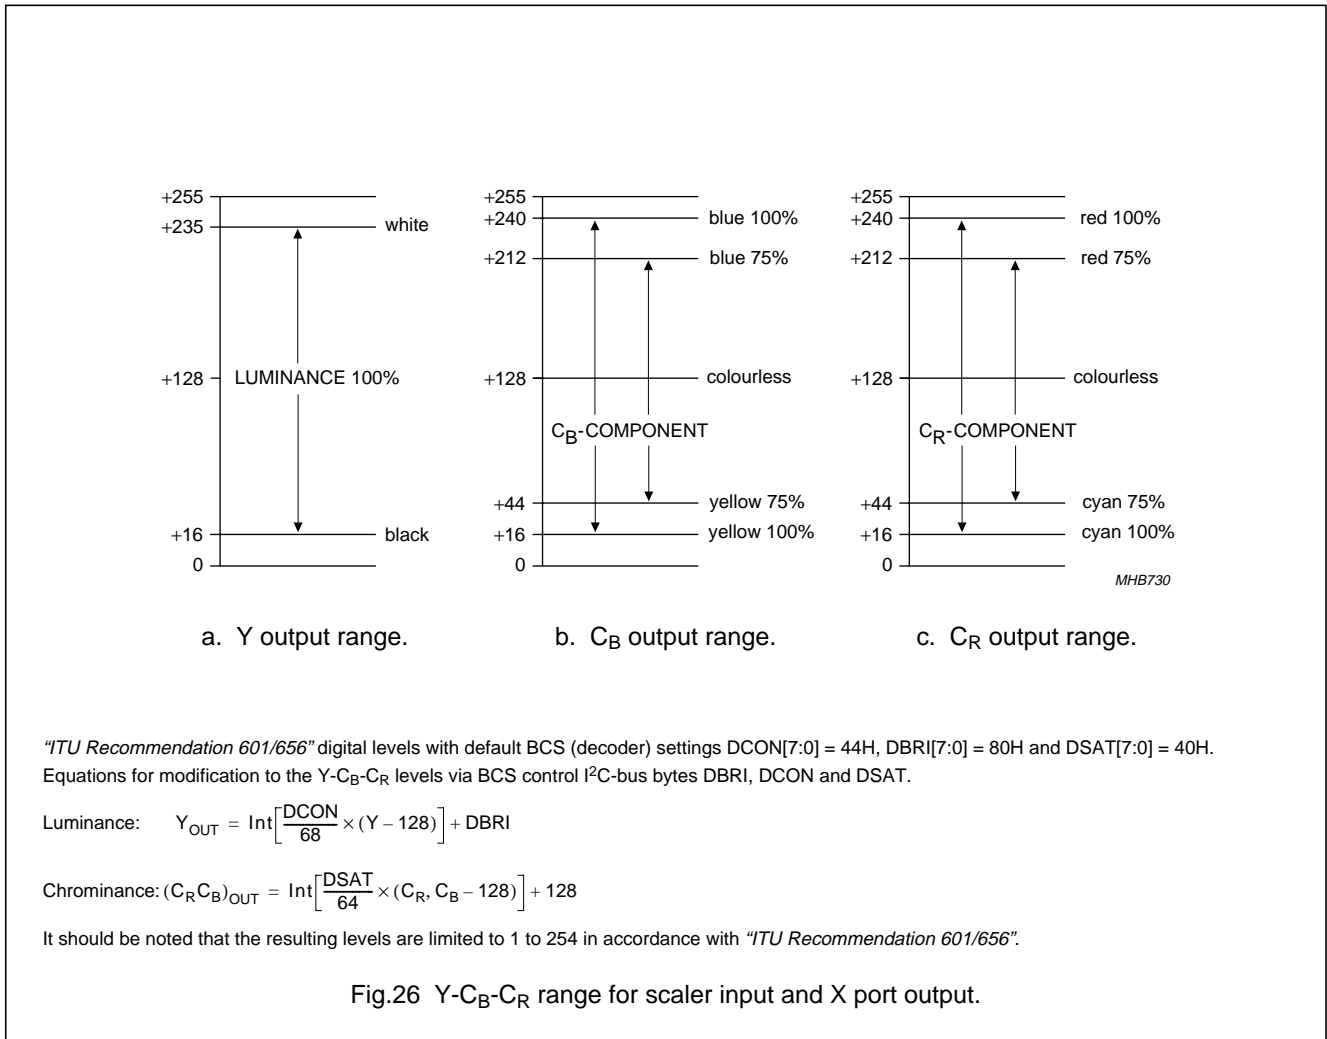 +255
+235
white
+128
LUMINANCE 100%
+16
black
0
+255
+240
blue 100%
+212
blue 75%
+128
colourless
CB-COMPONENT
+44
yellow 75%
+16
yellow 100%
0
+255
+240
red 100%
+212
red 75%
+128
colourless
CR-COMPONENT
+44
cyan 75%
+16
cyan 100%
0
MHB730
a. Y output range.
b. CB output range.
c. CR output range.
“ITU Recommendation 601/656” digital levels with default BCS (decoder) settings DCON[7:0] = 44H, DBRI[7:0] = 80H and DSAT[7:0] = 40H.
Equations for modification to the Y-CB-CR levels via BCS control I²C-bus bytes DBRI, DCON and DSAT.
Luminance: YOUT = Int[DCON/68 × (Y – 128)] + DBRI
Chrominance: (CRCB)OUT = Int[DSAT/64 × (CR, CB – 128)] + 128
It should be noted that the resulting levels are limited to 1 to 254 in accordance with “ITU Recommendation 601/656”.
Fig.26 Y-CB-CR range for scaler input and X port output.